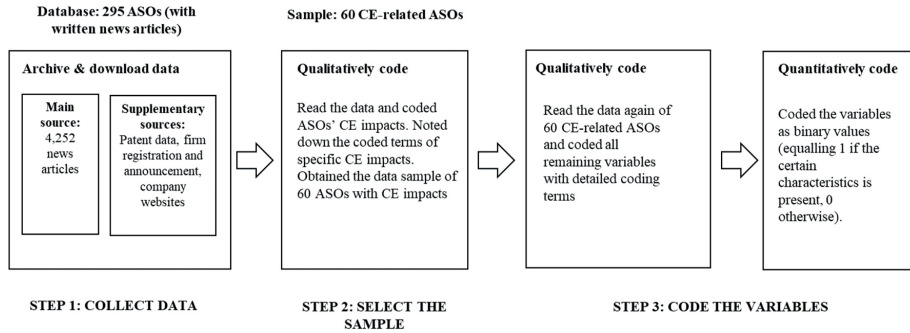 Database: 295 ASOs (with
written news articles)
Sample: 60 CE-related ASOs
Archive & download data
Main
source:
4,252
news
articles
Supplementary
sources:
Patent data, firm
registration and
announcement,
company
websites
Qualitatively code
Read the data and coded
ASOs’ CE impacts. Noted
down the coded terms of
specific CE impacts.
Obtained the data sample of
60 ASOs with CE impacts
Qualitatively code
Read the data again of
60 CE-related ASOs
and coded all
remaining variables
with detailed coding
terms
Quantitatively code
Coded the variables
as binary values
(equalling 1 if the
certain
characteristics is
present, 0
otherwise).
STEP 1: COLLECT DATA
STEP 2: SELECT THE
SAMPLE
STEP 3: CODE THE VARIABLES